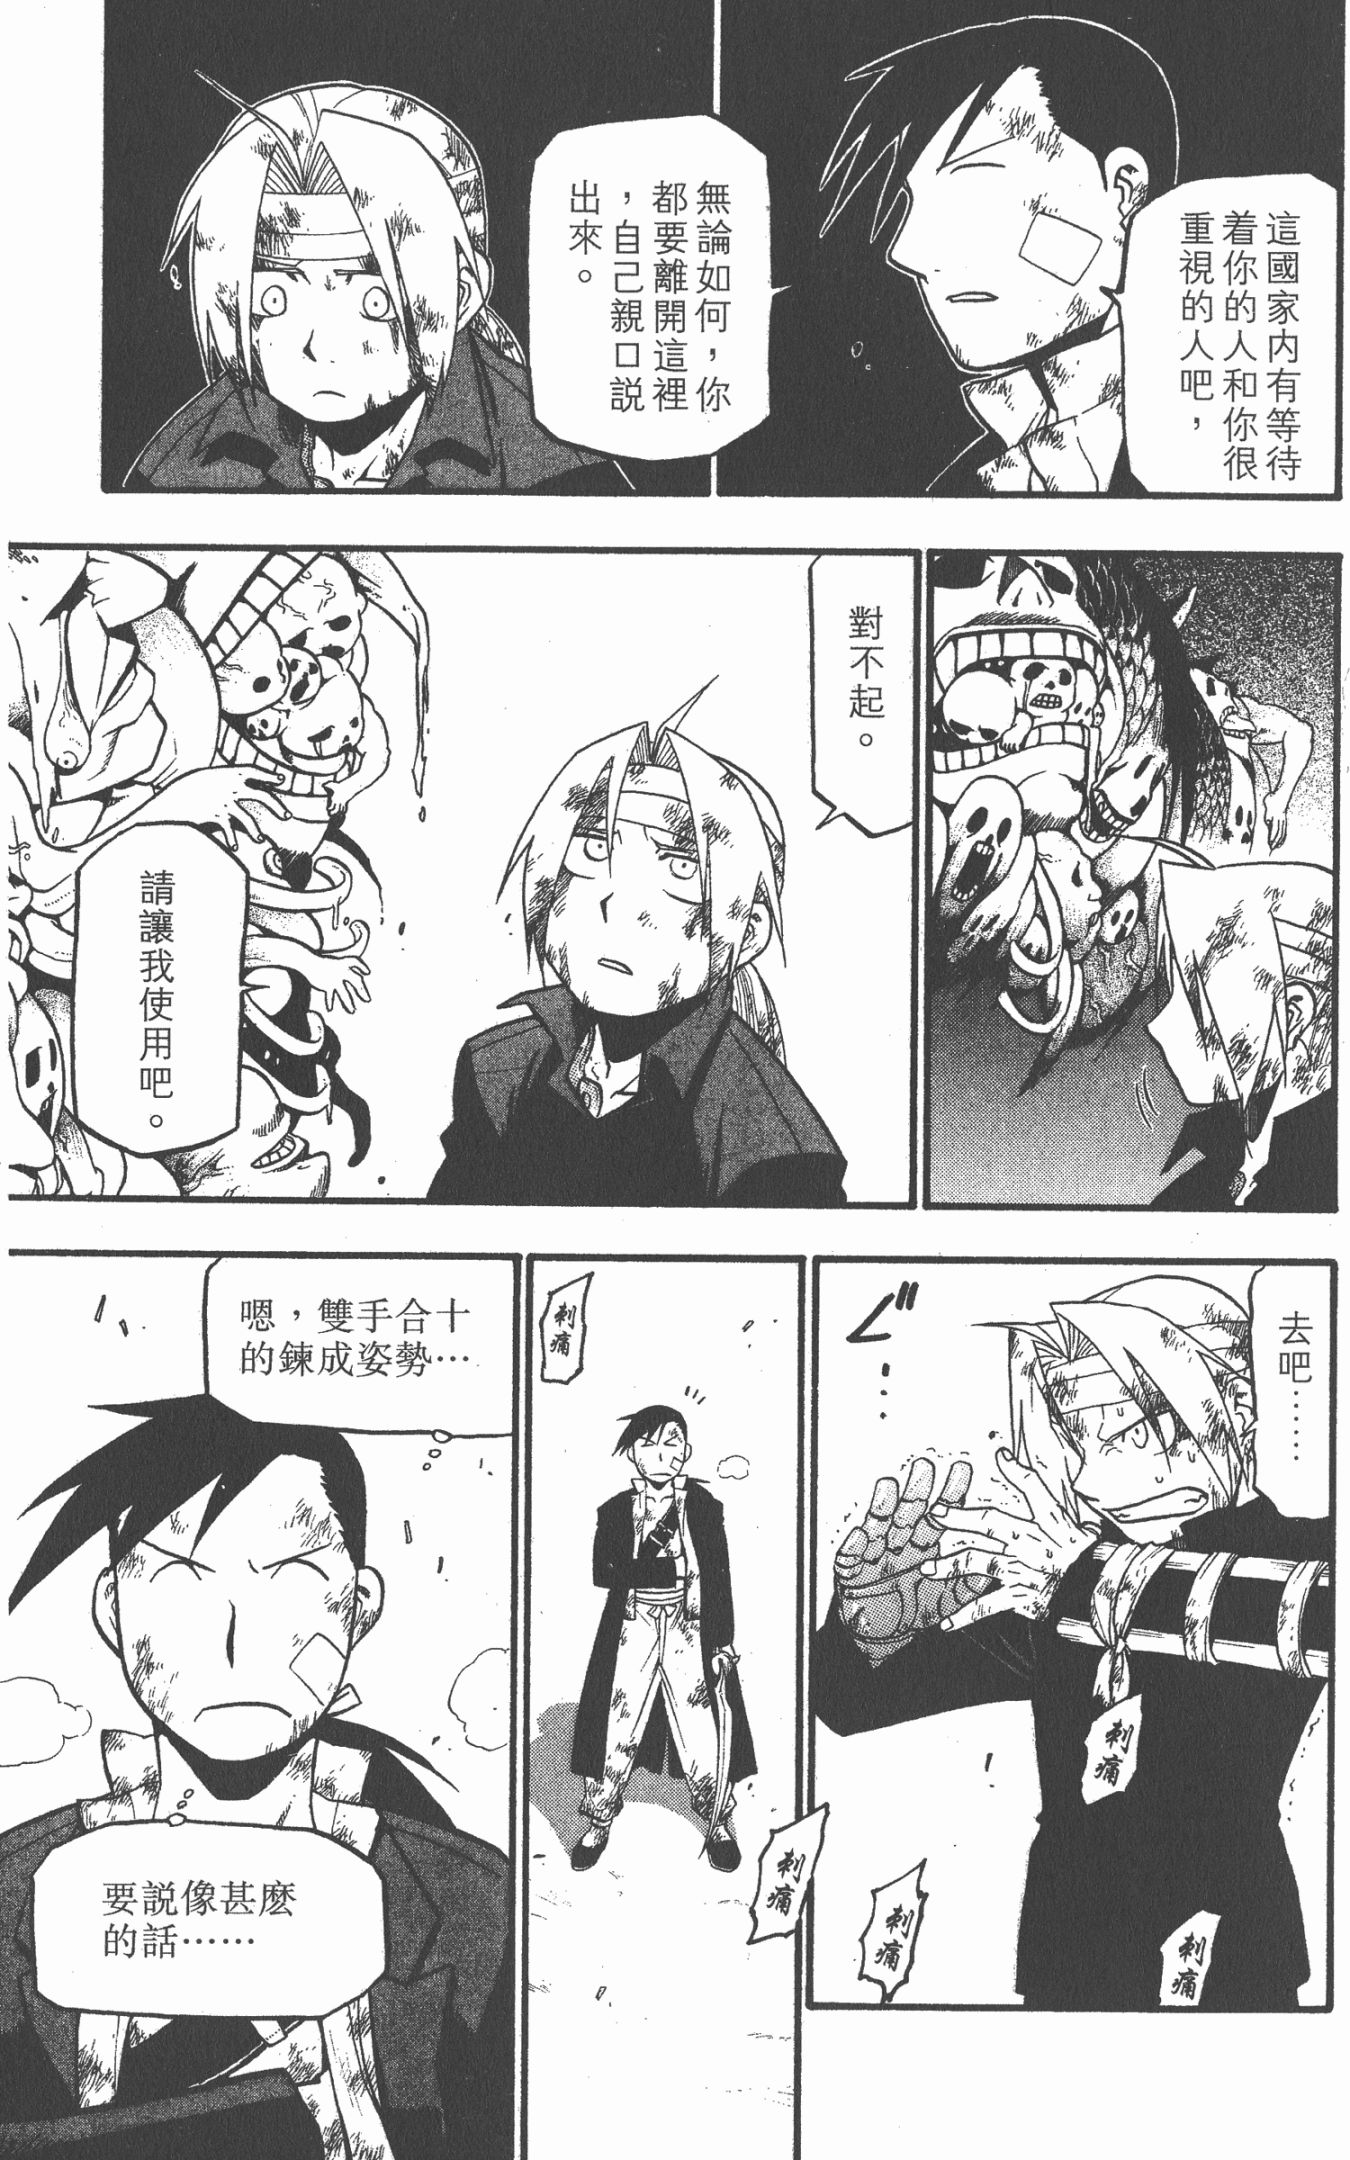 這國家內有等待
着你的人和你很
重視的人吧，
無論如何，你
都要離開這裡
，自己親口説
出來。
對不起。
請讓我使用吧。
去吧……
刺痛
刺痛
刺痛
刺痛
刺痛
嗯，雙手合十
的鍊成姿勢…
要説像甚麼
的話……